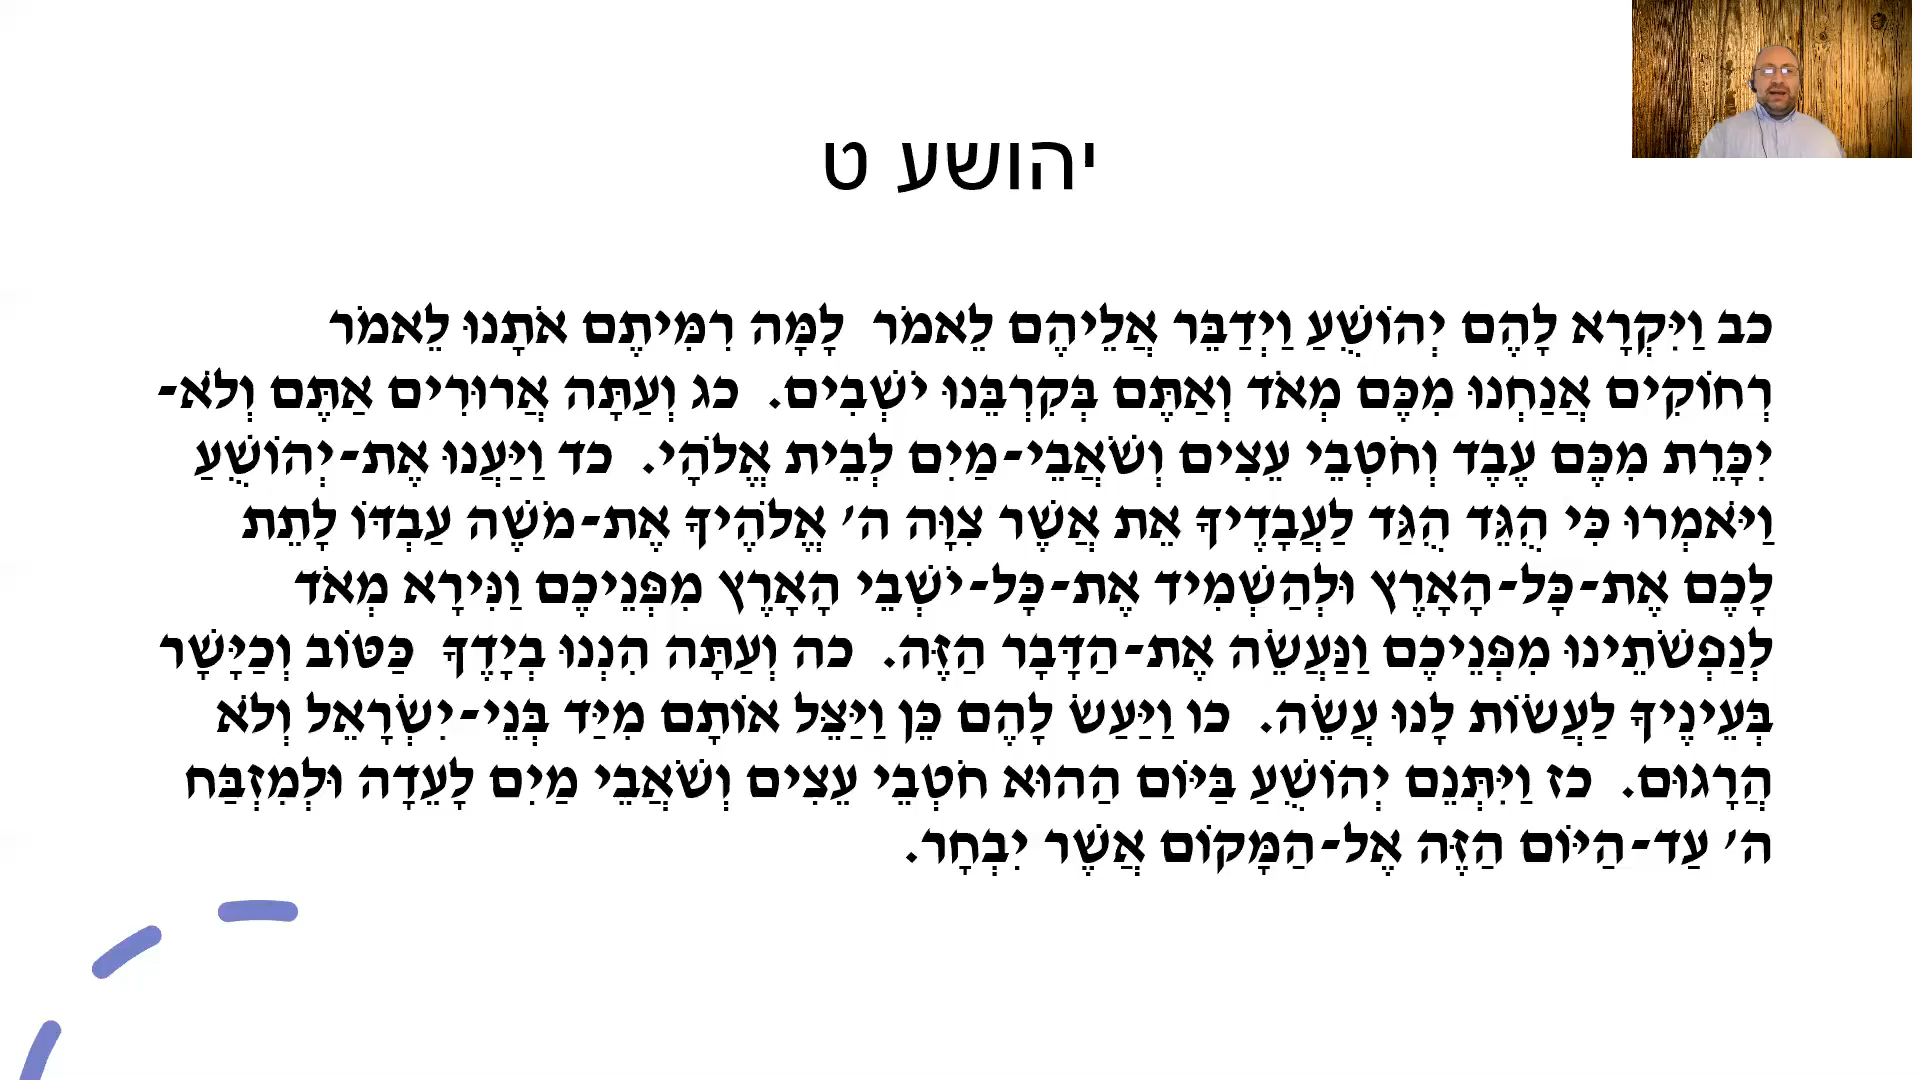 יהושע ט
כב וַיִּקְרָא לָהֶם יְהוֹשֻׁעַ וַיְדַבֵּר אֲלֵיהֶם לֵאמֹר לָמָּה רִמִּיתֶם אֹתָנוּ לֵאמֹר
רְחוֹקִים אֲנַחְנוּ מִכֶּם מְאֹד וְאַתֶּם בְּקִרְבֵּנוּ יֹשְׁבִים. כג וְעַתָּה אֲרוּרִים אַתֶּם וְלֹא-
יִכָּרֵת מִכֶּם עֶבֶד וְחֹטְבֵי עֵצִים וְשֹׁאֲבֵי-מַיִם לְבֵית אֱלֹהָי. כד וַיַּעֲנוּ אֶת-יְהוֹשֻׁעַ
וַיֹּאמְרוּ כִּי הֻגֵּד הֻגַּד לַעֲבָדֶיךָ אֵת אֲשֶׁר צִוָּה ה' אֱלֹהֶיךָ אֶת-מֹשֶׁה עַבְדּוֹ לָתֵת
לָכֶם אֶת-כָּל-הָאָרֶץ וּלְהַשְׁמִיד אֶת-כָּל-יֹשְׁבֵי הָאָרֶץ מִפְּנֵיכֶם וַנִּירָא מְאֹד
לְנַפְשֹׁתֵינוּ מִפְּנֵיכֶם וַנַּעֲשֵׂה אֶת-הַדָּבָר הַזֶּה. כה וְעַתָּה הִנְנוּ בְיָדֶךָ כַּטּוֹב וְכַיָּשָׁר
בְּעֵינֶיךָ לַעֲשׂוֹת לָנוּ עֲשֵׂה. כו וַיַּעַשׂ לָהֶם כֵּן וַיַּצֵּל אוֹתָם מִיַּד בְּנֵי-יִשְׂרָאֵל וְלֹא
הֲרָגוּם. כז וַיִּתְּנֵם יְהוֹשֻׁעַ בַּיּוֹם הַהוּא חֹטְבֵי עֵצִים וְשֹׁאֲבֵי מַיִם לָעֵדָה וּלְמִזְבַּח
ה' עַד-הַיּוֹם הַזֶּה אֶל-הַמָּקוֹם אֲשֶׁר יִבְחָר.